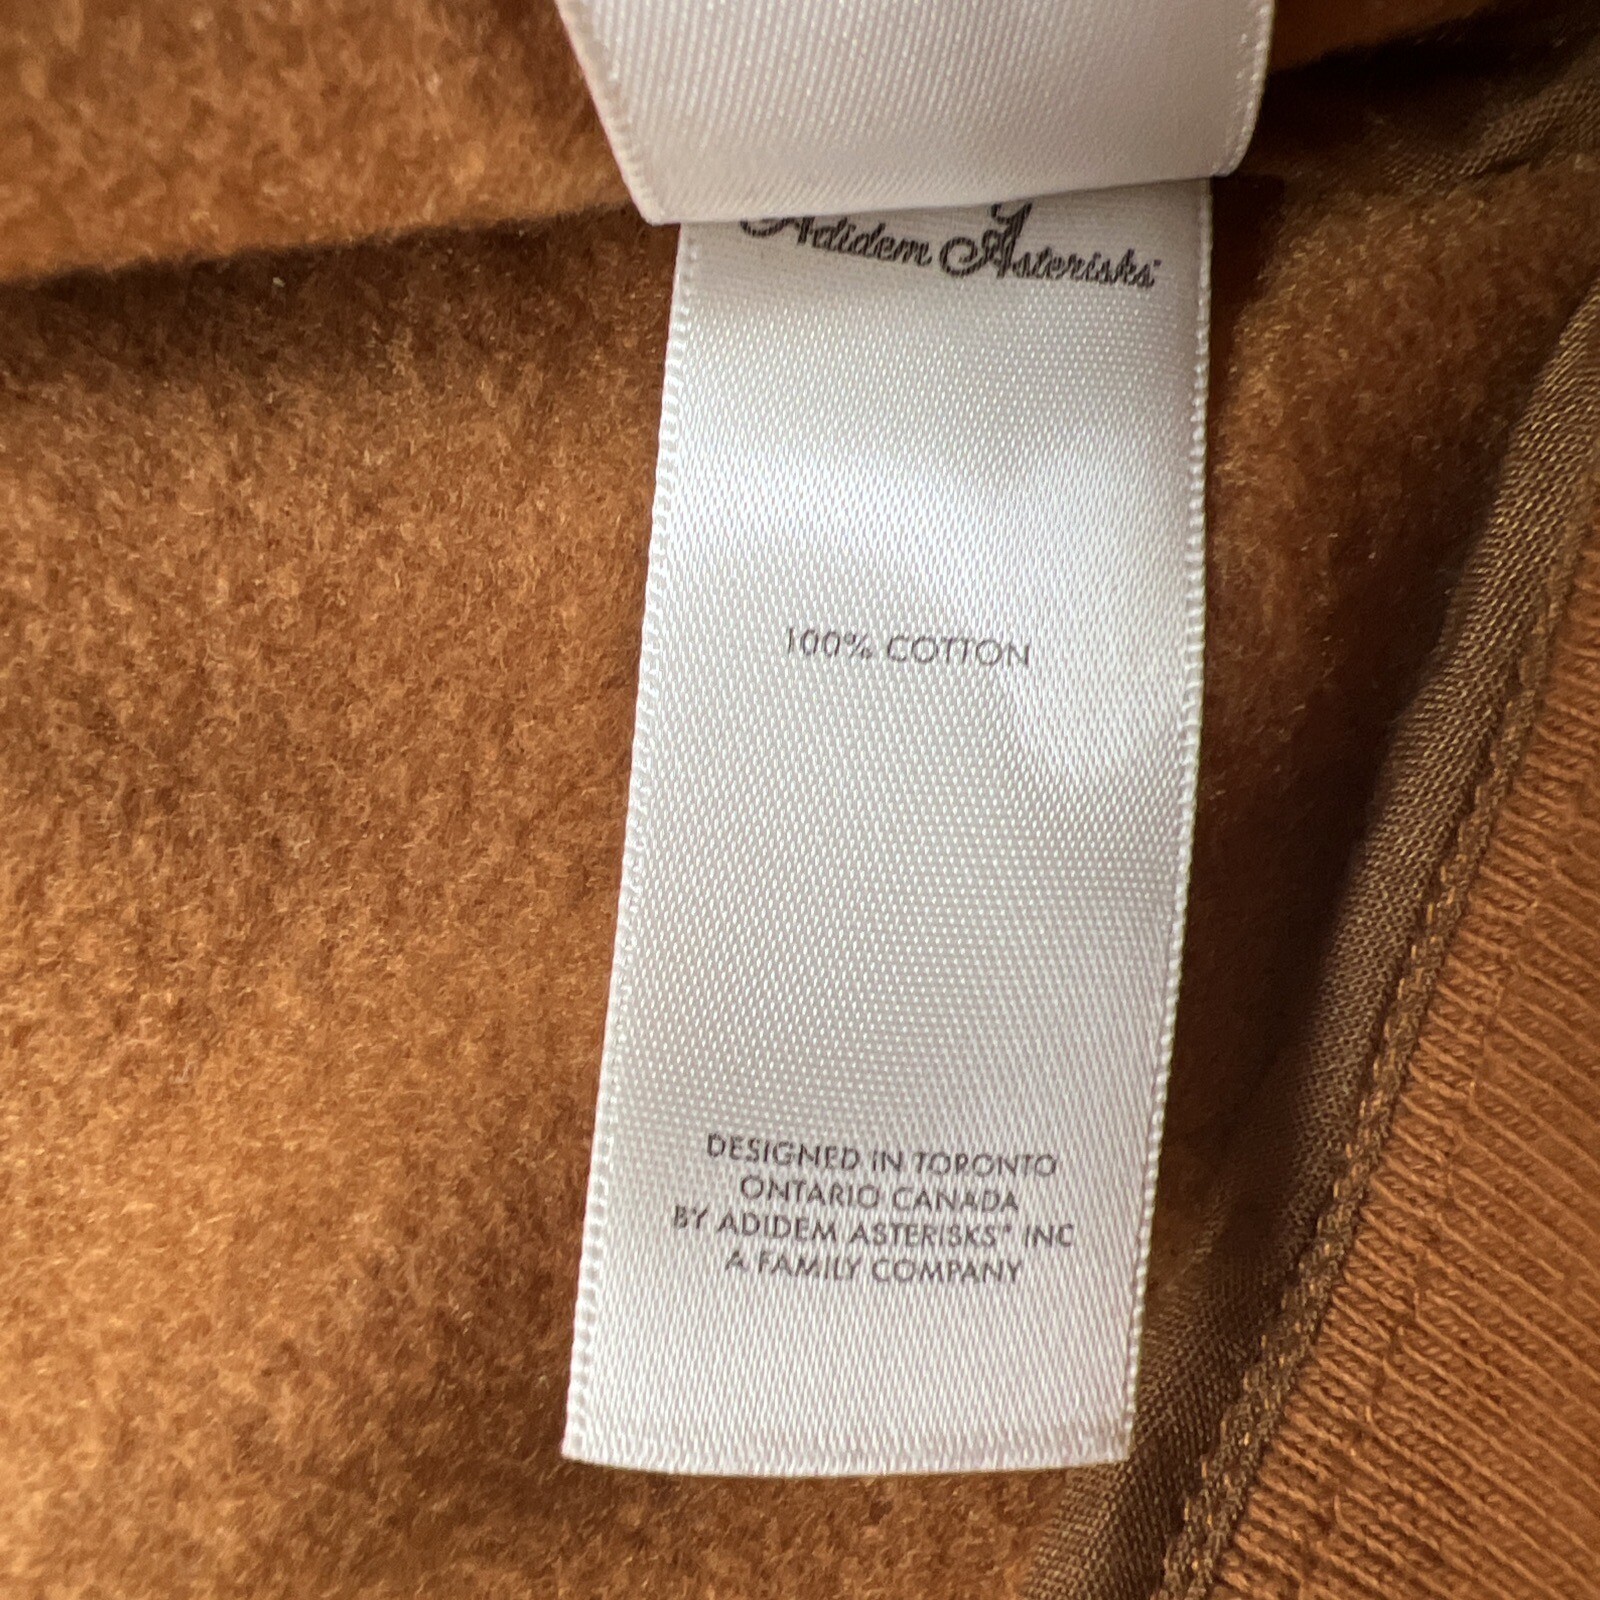 Adidem Asterisks*
100% COTTON
DESIGNED IN TORONTO
ONTARIO CANADA
BY ADIDEM ASTERISKS* INC
A FAMILY COMPANY